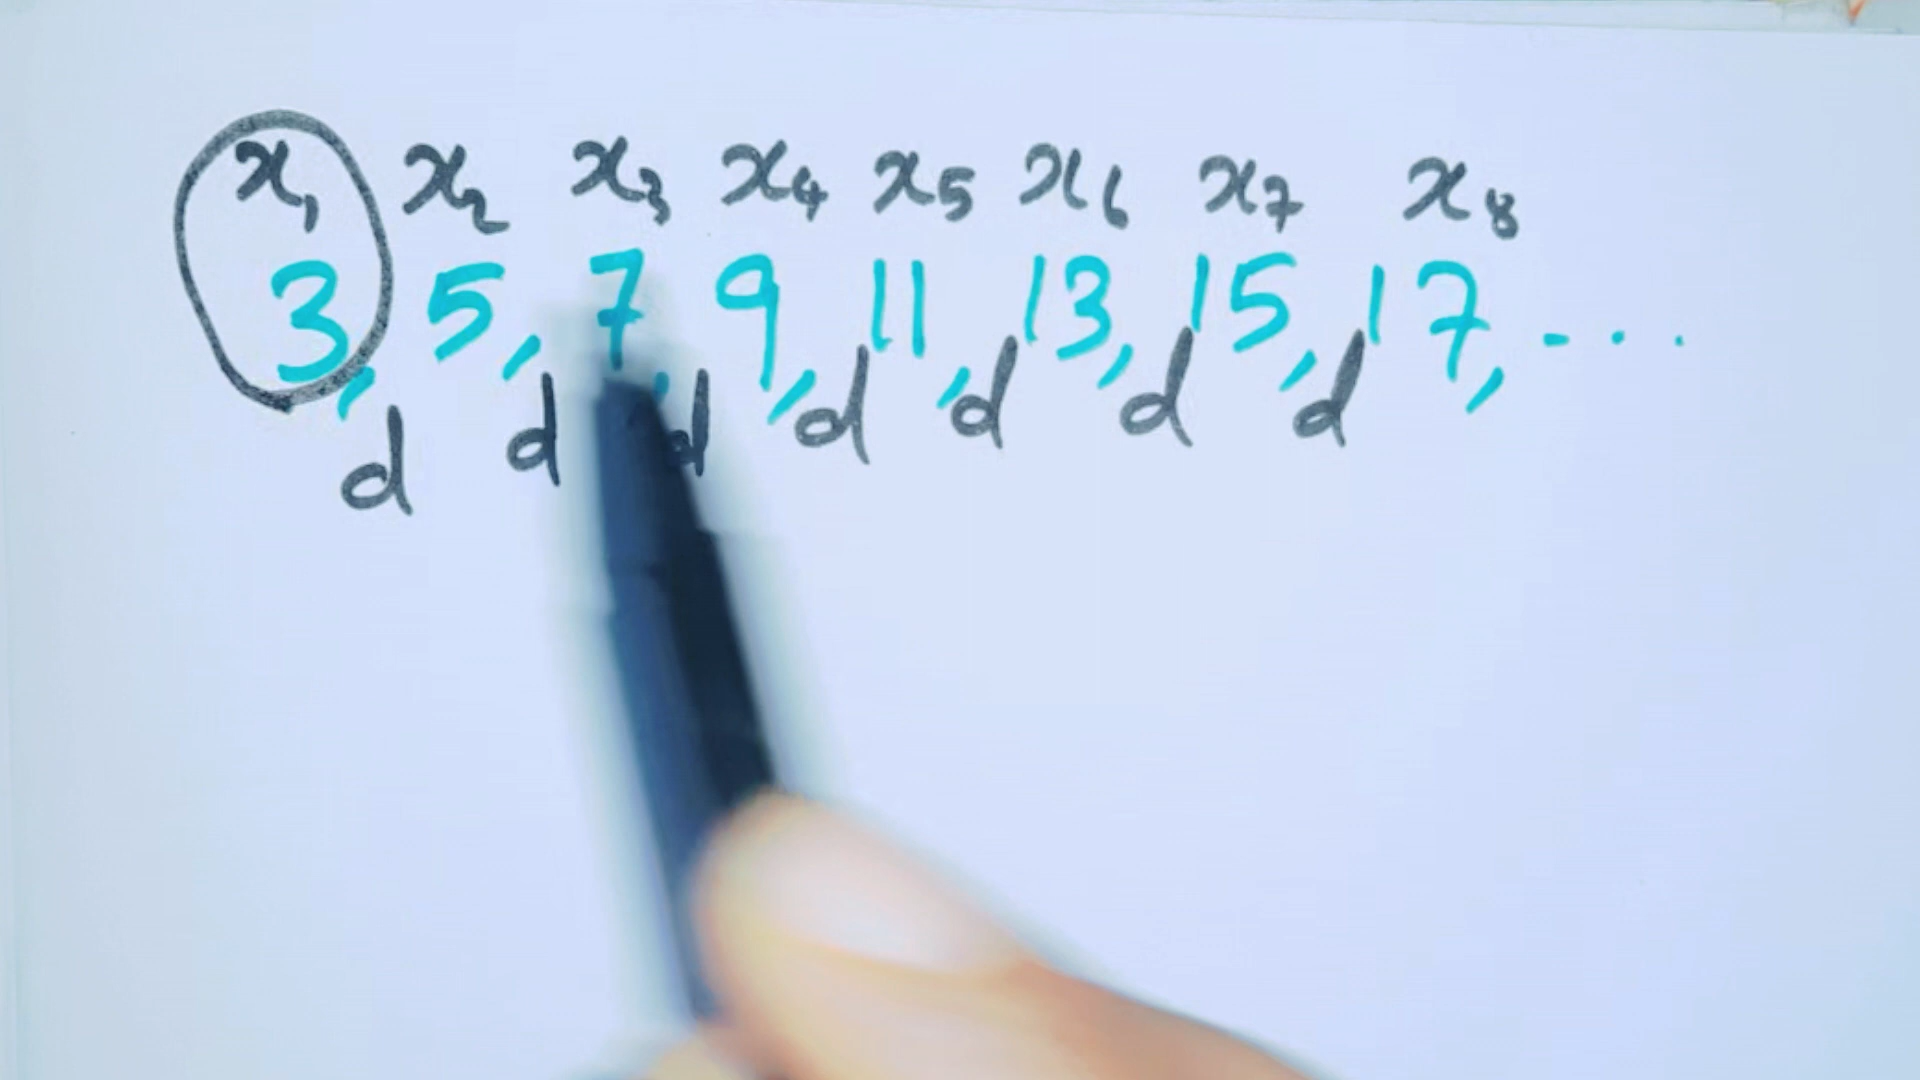 x₁ x₂ x₃ x₄ x₅ x₆ x₇ x₈
3, 5, 7, 9, 11, 13, 15, 17, ....
d d d d d d d